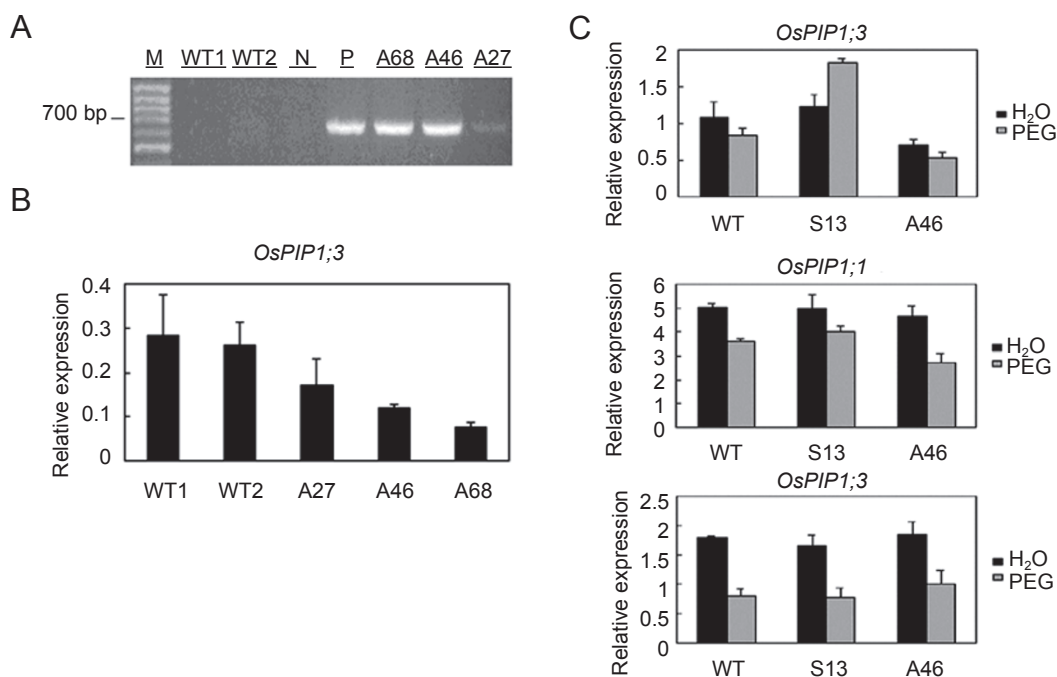 A
M WT1 WT2 N P A68 A46 A27
700 bp
B
OsPIP1;3
Relative expression
0.4
0.3
0.2
0.1
0
WT1 WT2 A27 A46 A68
C
OsPIP1;3
Relative expression
2
1.5
1
0.5
0
WT S13 A46
H₂O
PEG
OsPIP1;1
Relative expression
6
5
4
3
2
1
0
WT S13 A46
H₂O
PEG
OsPIP1;3
Relative expression
2.5
2
1.5
1
0.5
0
WT S13 A46
H₂O
PEG